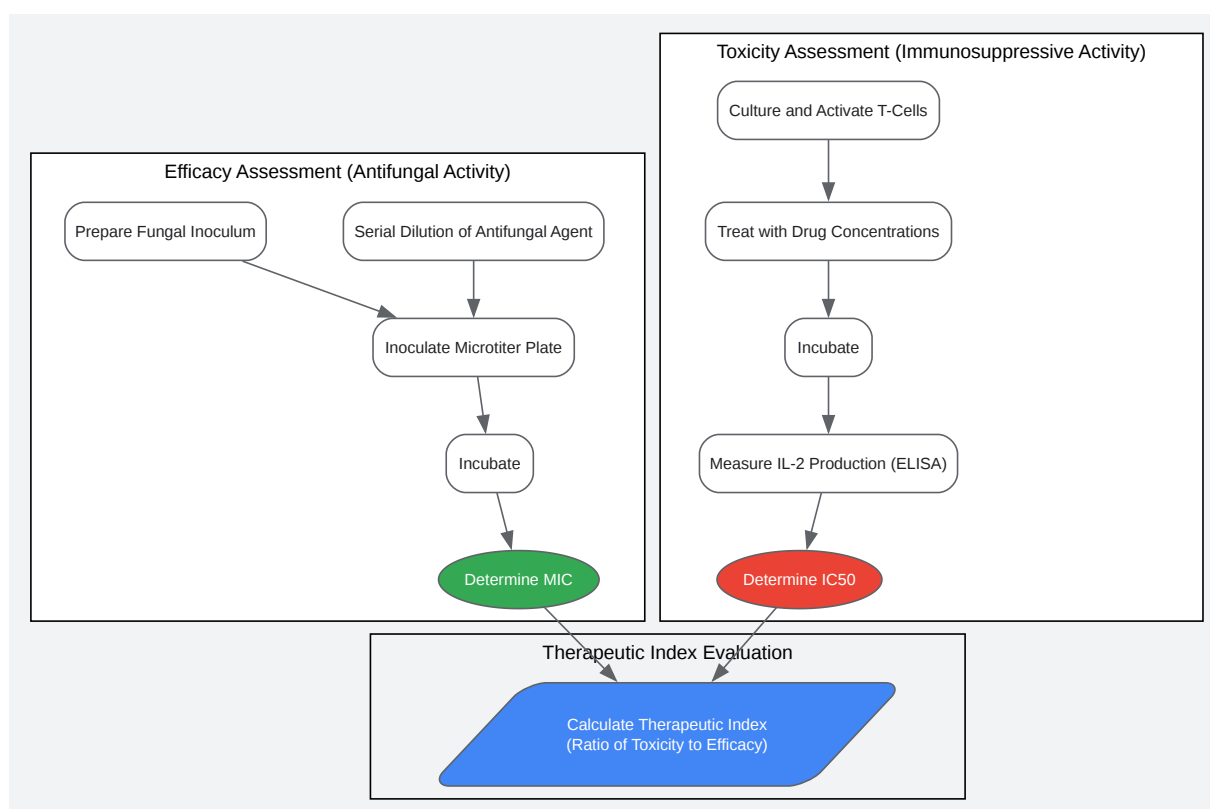 Efficacy Assessment (Antifungal Activity)
Prepare Fungal Inoculum
Serial Dilution of Antifungal Agent
Inoculate Microtiter Plate
Incubate
Determine MIC
Toxicity Assessment (Immunosuppressive Activity)
Culture and Activate T-Cells
Treat with Drug Concentrations
Incubate
Measure IL-2 Production (ELISA)
Determine IC50
Therapeutic Index Evaluation
Calculate Therapeutic Index
(Ratio of Toxicity to Efficacy)